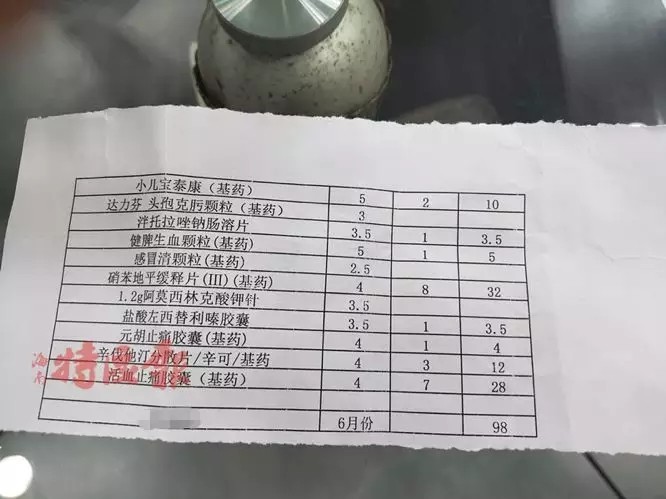 小儿宝泰康（基药） 5 2 10
达力芬 头孢克肟颗粒（基药） 3
泮托拉唑钠肠溶片 3.5 1 3.5
健脾生血颗粒(基药) 5 1 5
感冒清颗粒(基药) 2.5
硝苯地平缓释片(III)(基药) 4 8 32
1.2g阿莫西林克酸钾针 3.5
盐酸左西替利嗪胶囊 3.5 1 3.5
元胡止痛胶囊(基药) 4 1 4
辛伐他汀分散片/辛可/基药 4 3 12
活血止痛胶囊（基药） 4 7 28
6月份 98
海南
特区报